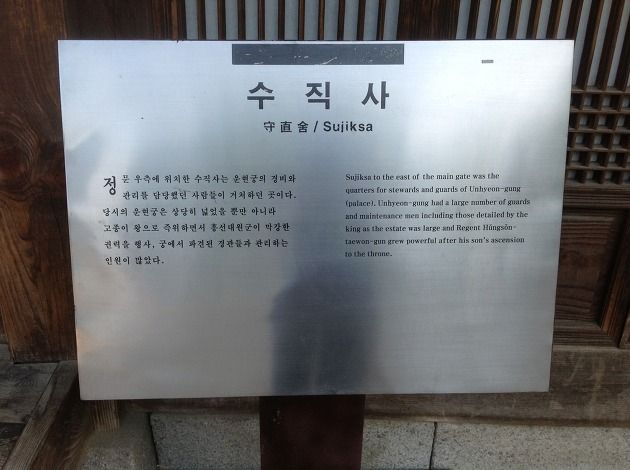 수직사
守直舍 / Sujiksa
정문 우측에 위치한 수직사는 운현궁의 경비와
관리를 담당했던 사람들이 거처하던 곳이다.
당시의 운현궁은 상당히 넓었을 뿐만 아니라
고종이 왕으로 즉위하면서 흥선대원군이 막강한
권력을 행사, 궁에서 파견된 경관들과 관리하는
인원이 많았다.
Sujiksa to the east of the main gate was the
quarters for stewards and guards of Unhyeon-gung
(palace). Unhyeon-gung had a large number of guards
and maintenance men including those detailed by the
king as the estate was large and Regent Hŭngsŏn-
taewon-gun grew powerful after his son's ascension
to the throne.